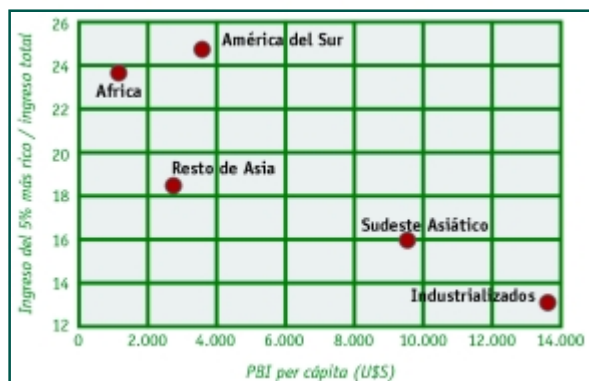 Ingreso del 5% más rico / ingreso total
26
24
22
20
18
16
14
12
América del Sur
Africa
Resto de Asia
Sudeste Asiático
Industrializados
0 2.000 4.000 6.000 8.000 10.000 12.000 14.000
PBI per cápita (U$S)